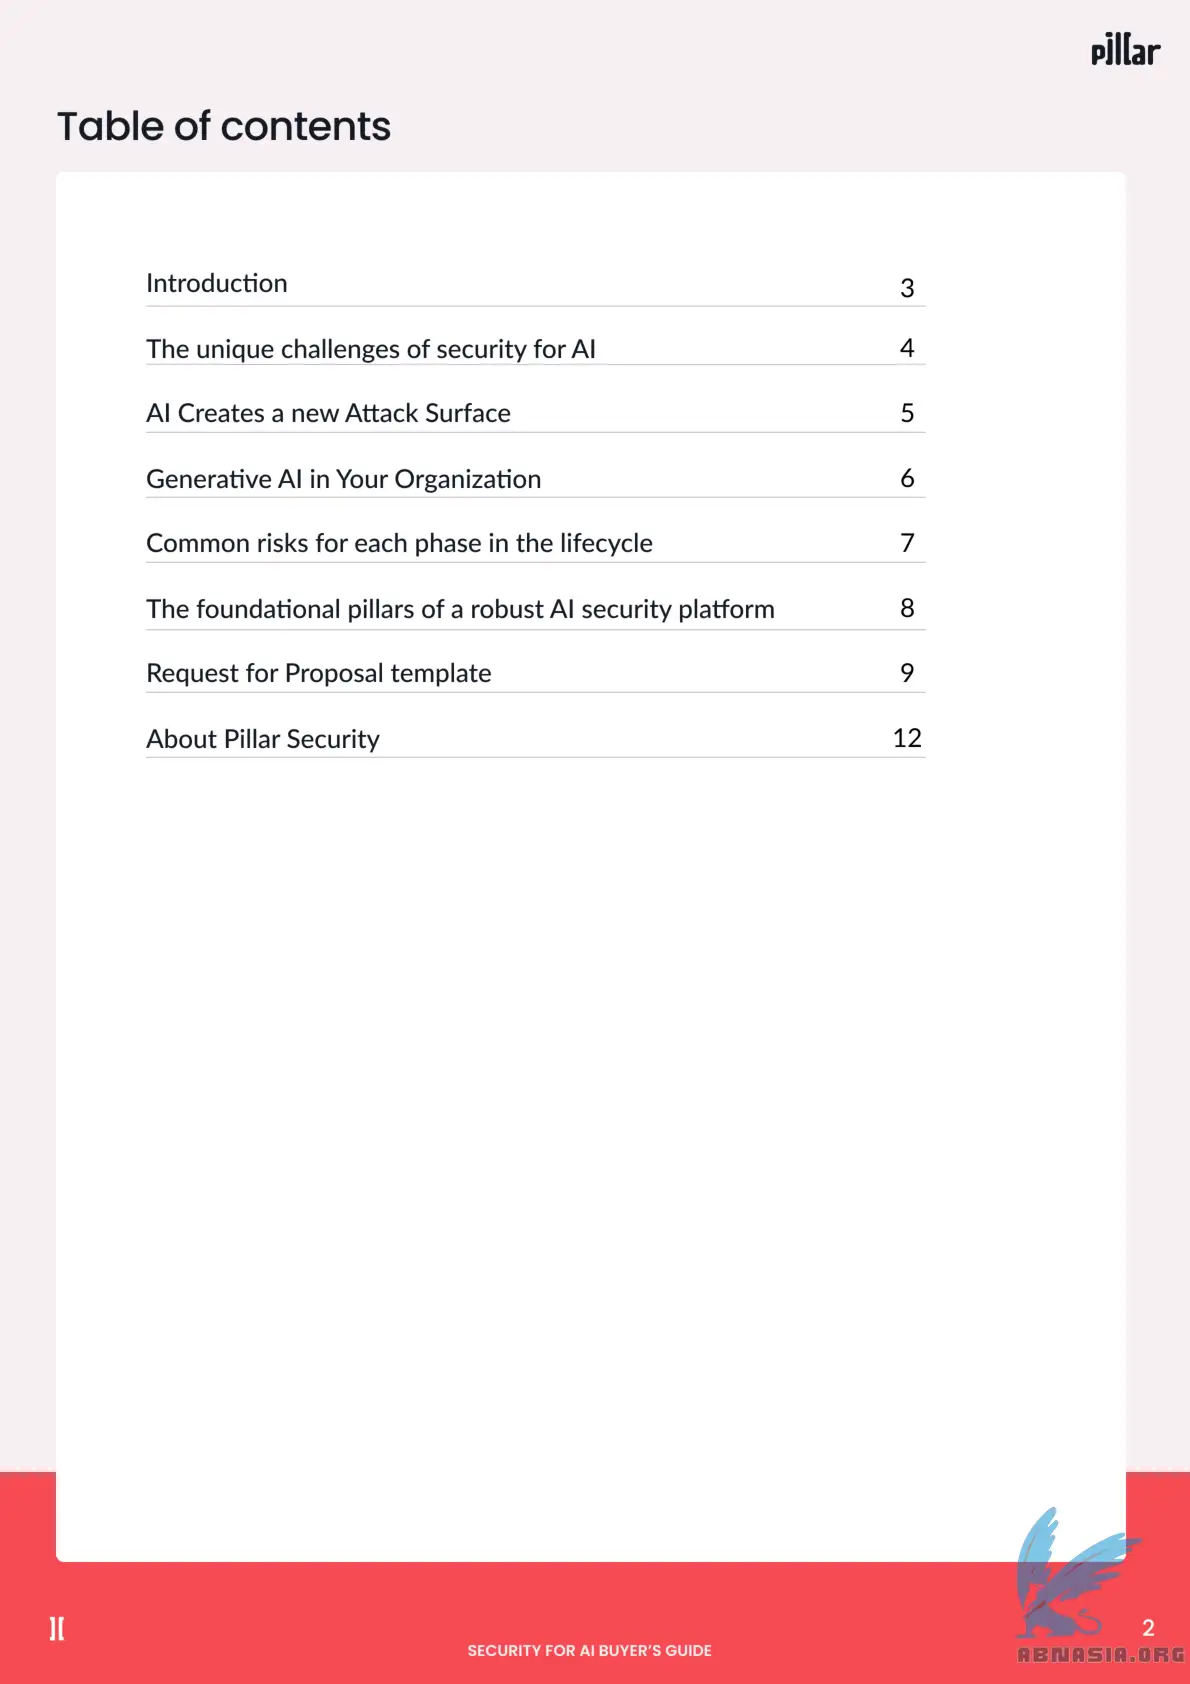 pillar
Table of contents
Introduction 3
The unique challenges of security for AI 4
AI Creates a new Attack Surface 5
Generative AI in Your Organization 6
Common risks for each phase in the lifecycle 7
The foundational pillars of a robust AI security platform 8
Request for Proposal template 9
About Pillar Security 12
SECURITY FOR AI BUYER'S GUIDE
2
ABNASIA.ORG